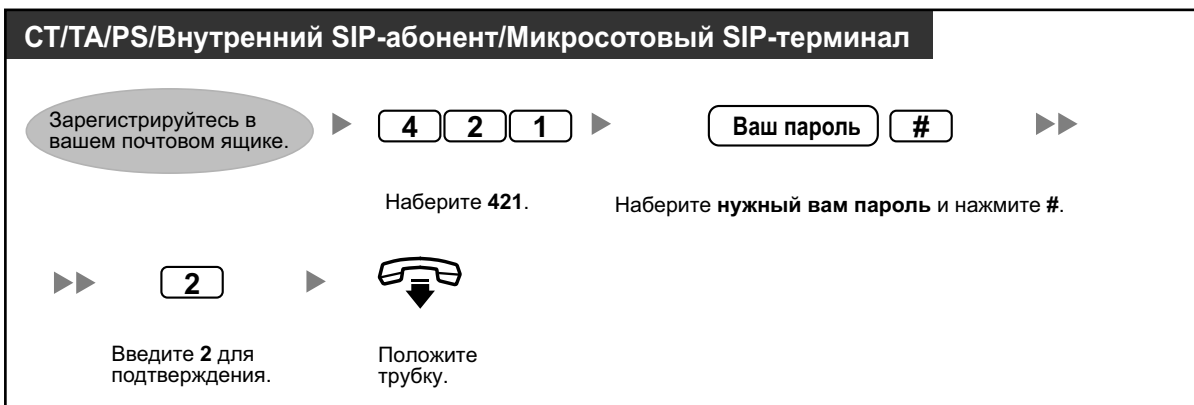 СТ/ТА/PS/Внутренний SIP-абонент/Микросотовый SIP-терминал
Зарегистрируйтесь в
вашем почтовом ящике.
4 2 1
Ваш пароль #
Наберите 421.
Наберите нужный вам пароль и нажмите #.
2
Введите 2 для
подтверждения.
Положите
трубку.